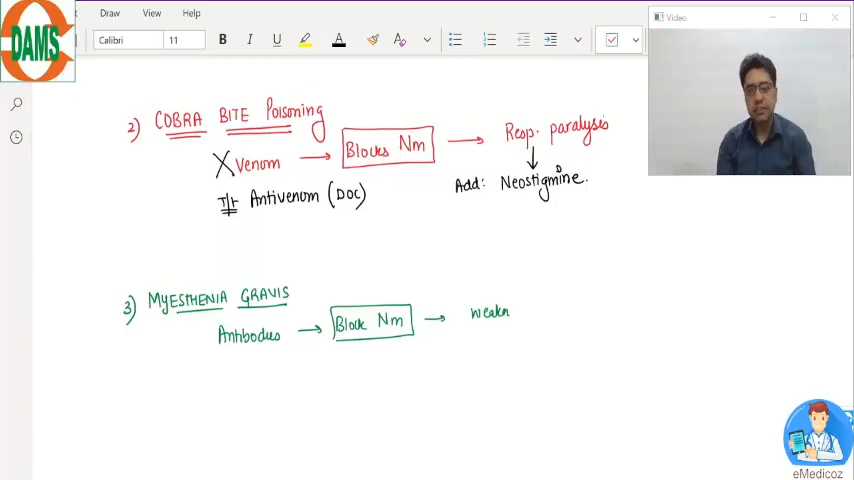 Draw View Help
DAMS
Calibri 11 B I U A
Video
2) COBRA BITE Poisoning
Venom → Blocks Nm → Resp. paralysis
T/t Antivenom (DOC)
Add: Neostigmine.
3) MyESTHENIA GRAVIS
Antibodies → Block Nm → weakn
eMedicoz